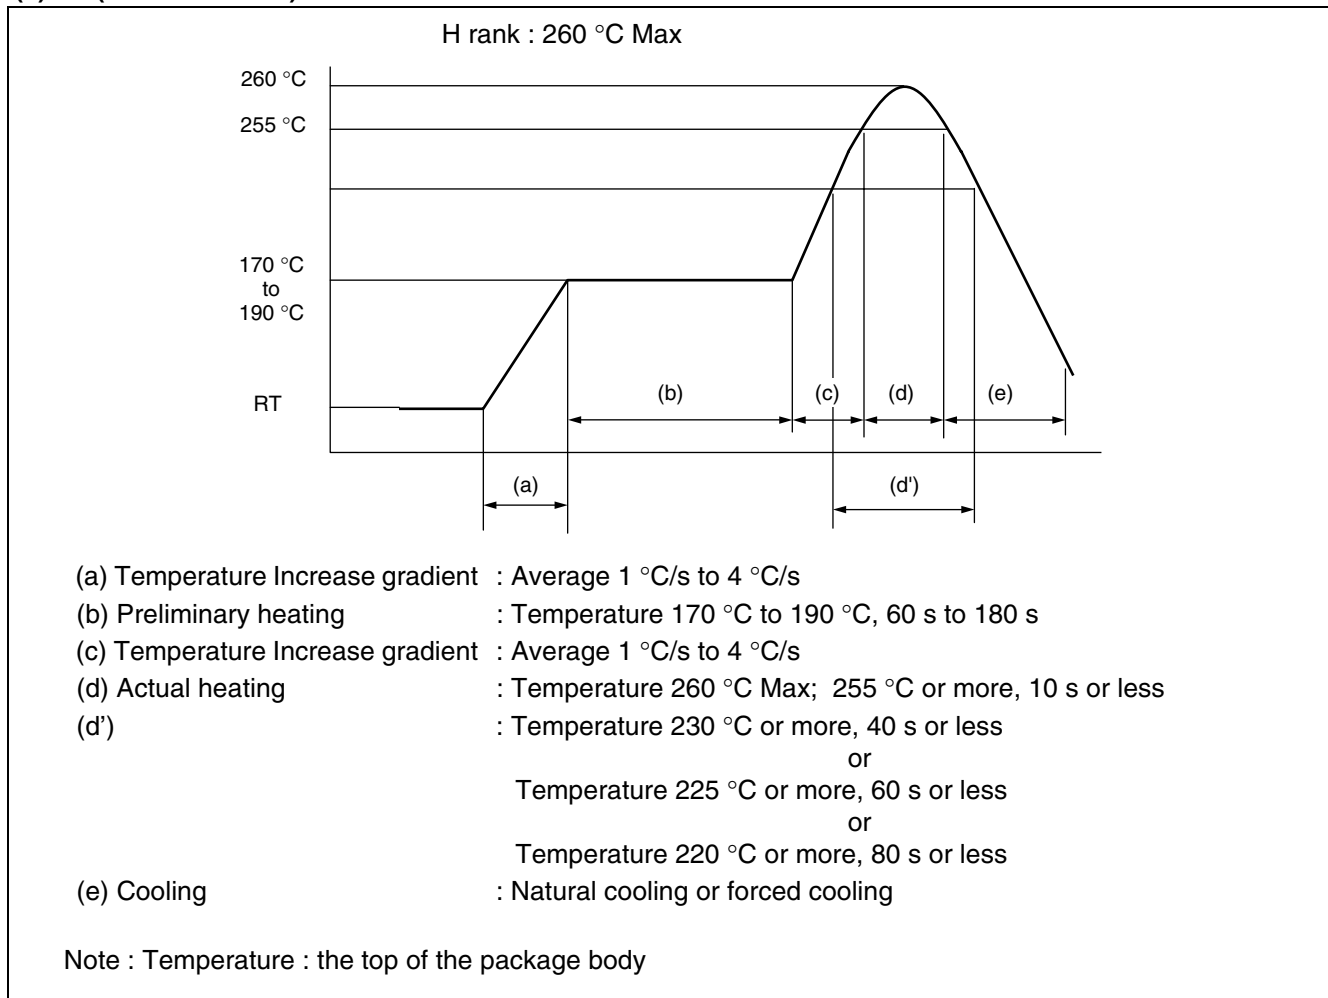 H rank : 260 °C Max
260 °C
255 °C
170 °C
to
190 °C
RT
(b)
(c)
(d)
(e)
(a)
(d')
(a) Temperature Increase gradient : Average 1 °C/s to 4 °C/s
(b) Preliminary heating : Temperature 170 °C to 190 °C, 60 s to 180 s
(c) Temperature Increase gradient : Average 1 °C/s to 4 °C/s
(d) Actual heating : Temperature 260 °C Max; 255 °C or more, 10 s or less
(d’) : Temperature 230 °C or more, 40 s or less
or
Temperature 225 °C or more, 60 s or less
or
Temperature 220 °C or more, 80 s or less
(e) Cooling : Natural cooling or forced cooling
Note : Temperature : the top of the package body